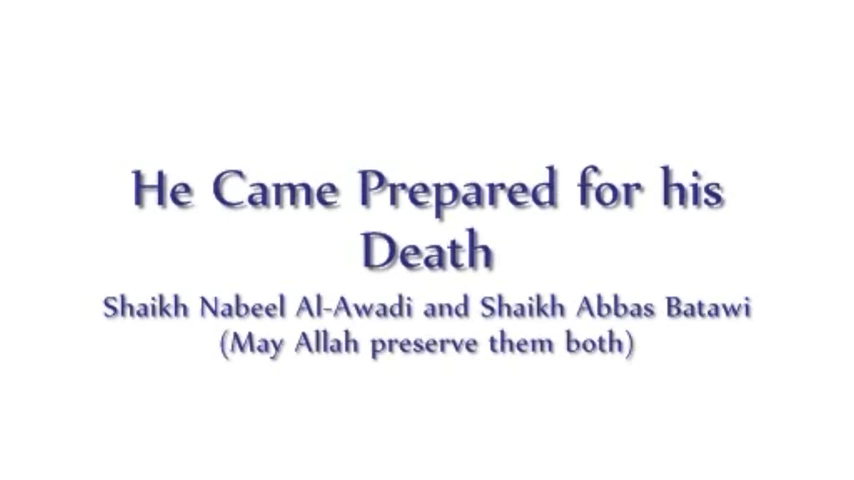 He Came Prepared for his
Death
Shaikh Nabeel Al-Awadi and Shaikh Abbas Batawi
(May Allah preserve them both)